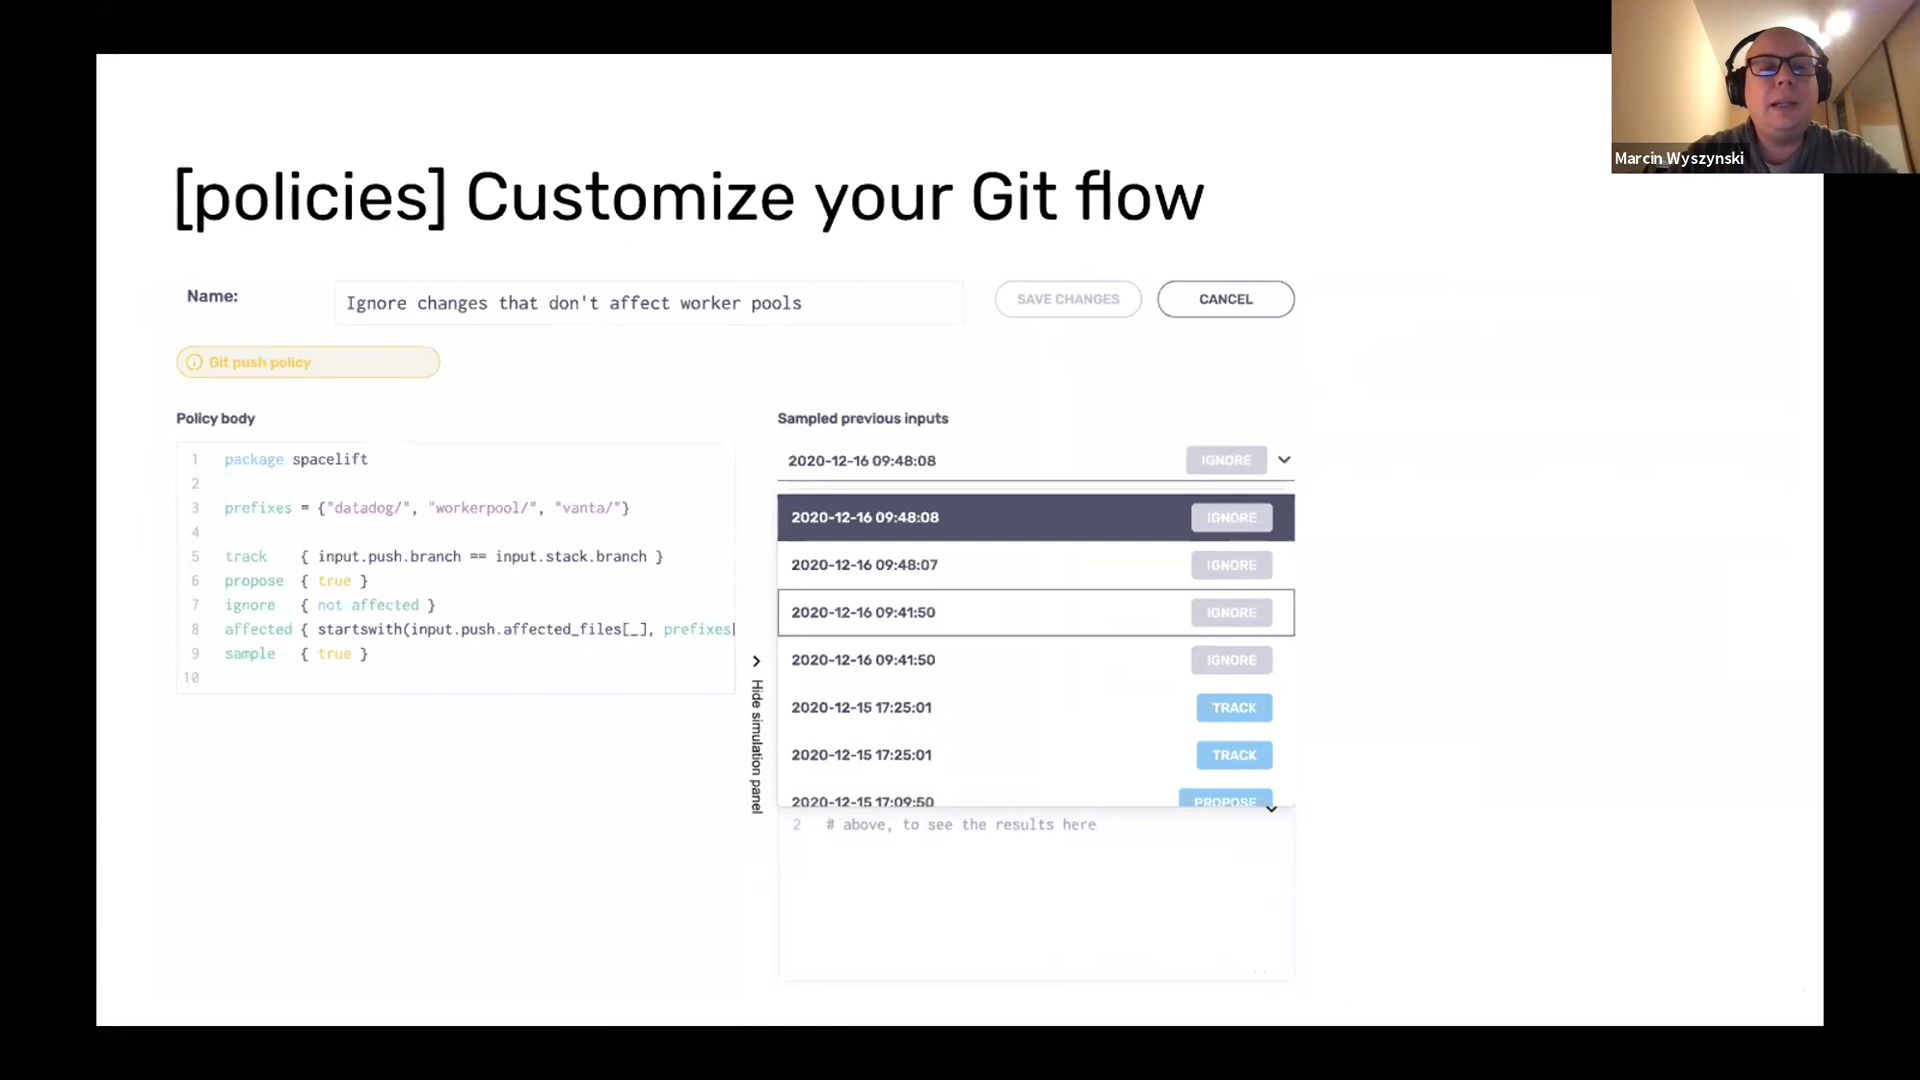 Marcin Wyszynski
[policies] Customize your Git flow
Name:
Ignore changes that don't affect worker pools
SAVE CHANGES
CANCEL
Git push policy
Policy body
1 package spacelift
2
3 prefixes = {"datadog/", "workerpool/", "vanta/"}
4
5 track { input.push.branch == input.stack.branch }
6 propose { true }
7 ignore { not affected }
8 affected { startswith(input.push.affected_files[_], prefixes[
9 sample { true }
10
Hide simulation panel
Sampled previous inputs
2020-12-16 09:48:08 IGNORE
2020-12-16 09:48:08 IGNORE
2020-12-16 09:48:07 IGNORE
2020-12-16 09:41:50 IGNORE
2020-12-16 09:41:50 IGNORE
2020-12-15 17:25:01 TRACK
2020-12-15 17:25:01 TRACK
2020-12-15 17:09:50 PROPOSE
2 # above, to see the results here